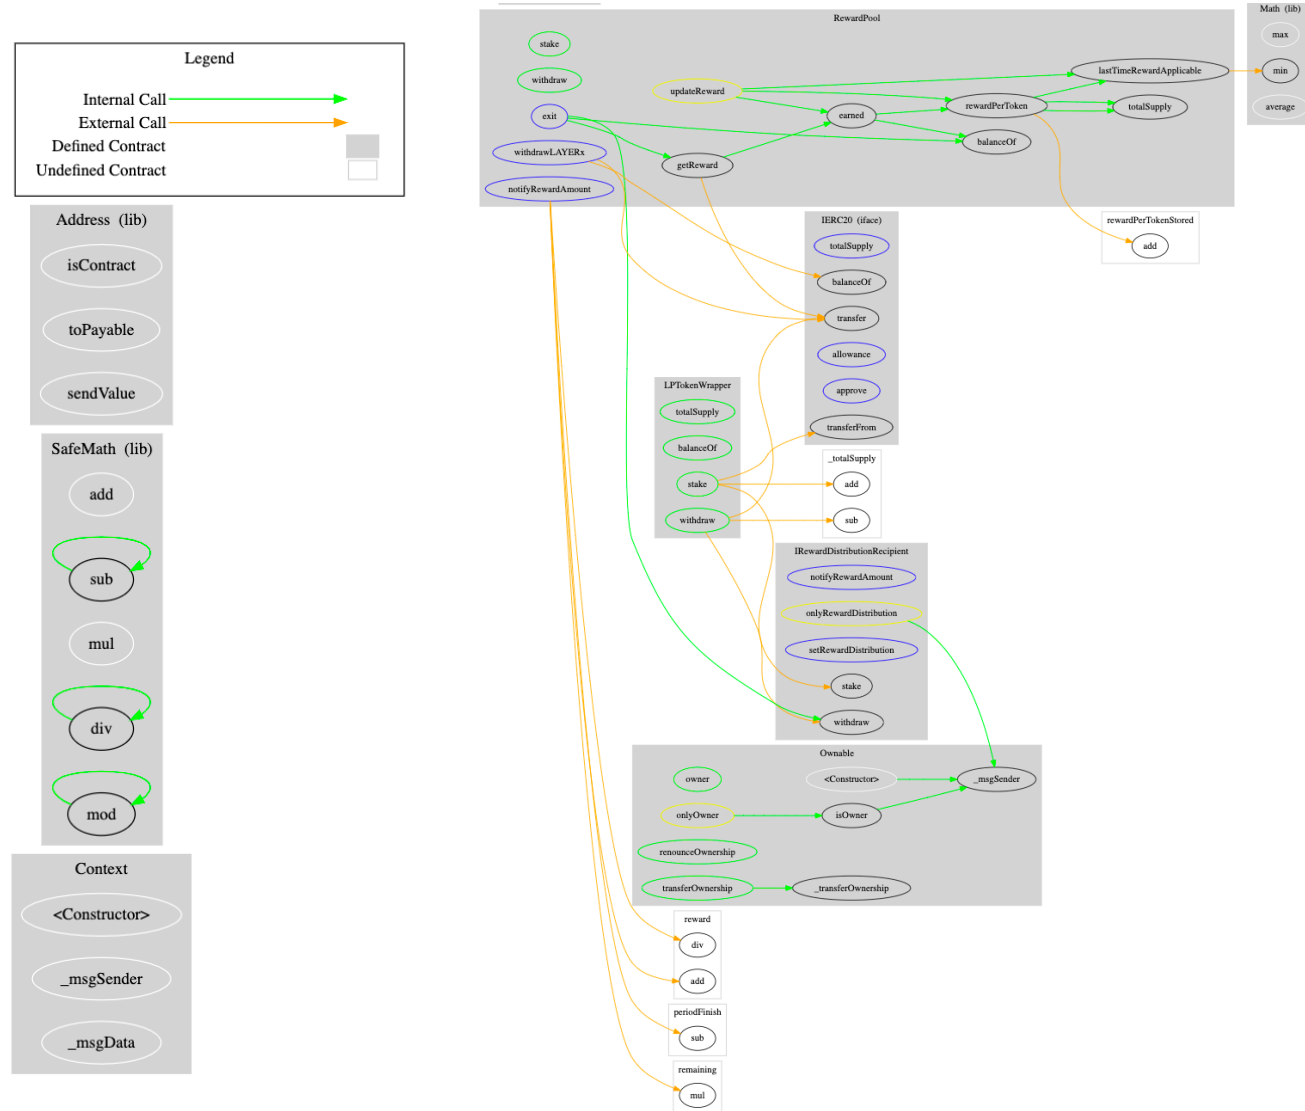 Legend
Internal Call
External Call
Defined Contract
Undefined Contract
Address (lib)
isContract
toPayable
sendValue
SafeMath (lib)
add
sub
mul
div
mod
Context
<Constructor>
_msgSender
_msgData
RewardPool
stake
withdraw
exit
withdrawLAYERx
notifyRewardAmount
updateReward
getReward
earned
rewardPerToken
balanceOf
lastTimeRewardApplicable
totalSupply
Math (lib)
max
min
average
rewardPerTokenStored
add
IERC20 (iface)
totalSupply
balanceOf
transfer
allowance
approve
transferFrom
LPTokenWrapper
totalSupply
balanceOf
stake
withdraw
_totalSupply
add
sub
IRewardDistributionRecipient
notifyRewardAmount
onlyRewardDistribution
setRewardDistribution
stake
withdraw
Ownable
owner
<Constructor>
_msgSender
onlyOwner
isOwner
renounceOwnership
transferOwnership
_transferOwnership
reward
div
add
periodFinish
sub
remaining
mul